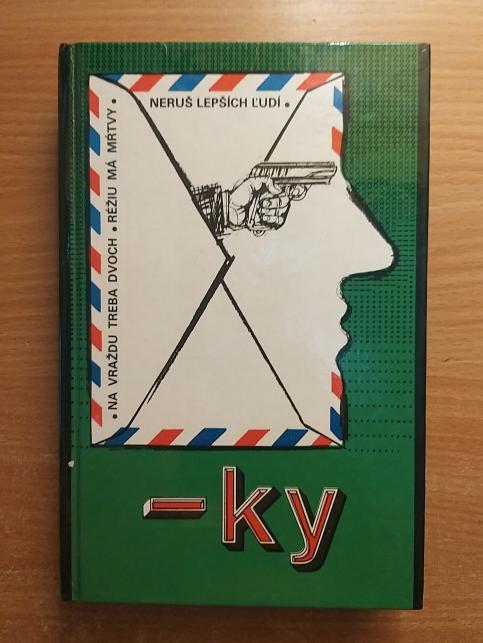 NERUŠ LEPŠÍCH ĽUDÍ •
• NA VRAŽDU TREBA DVOCH • RÉŽIU MÁ MŔTVY •
-ky